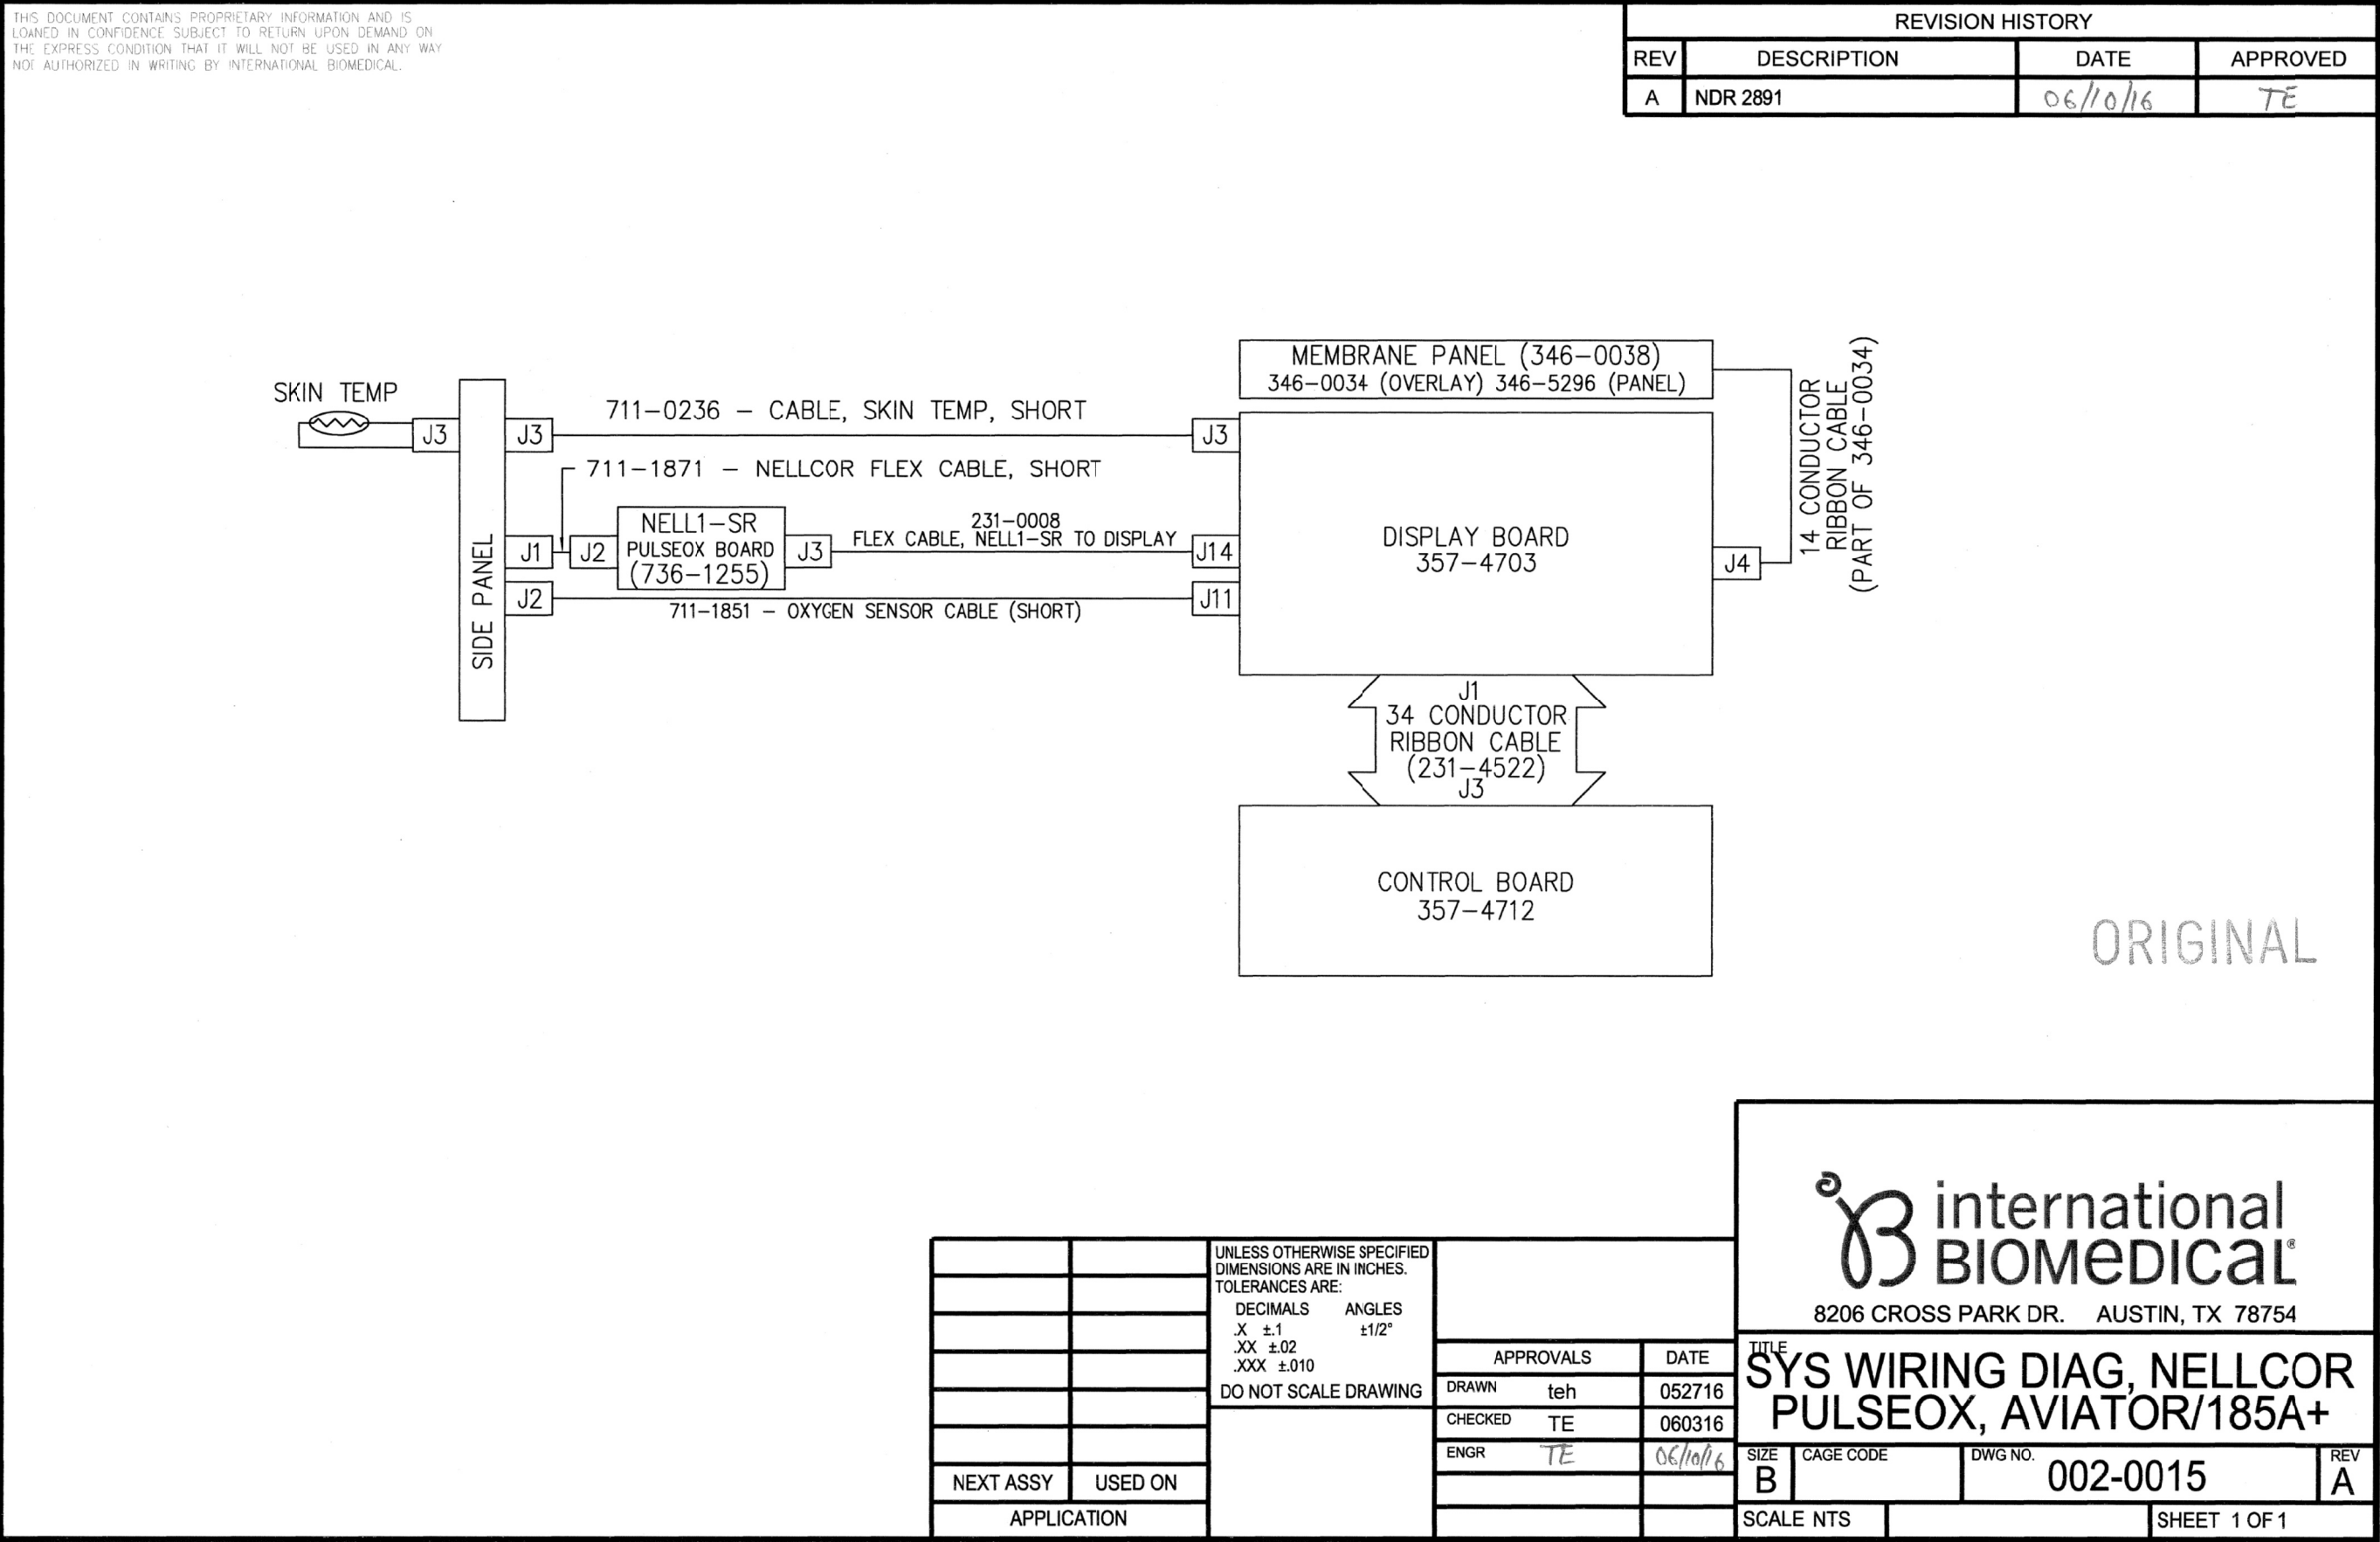 THIS DOCUMENT CONTAINS PROPRIETARY INFORMATION AND IS
LOANED IN CONFIDENCE SUBJECT TO RETURN UPON DEMAND ON
THE EXPRESS CONDITION THAT IT WILL NOT BE USED IN ANY WAY
NOT AUTHORIZED IN WRITING BY INTERNATIONAL BIOMEDICAL.
REVISION HISTORY
REV DESCRIPTION DATE APPROVED
A NDR 2891 06/10/16 TE
SKIN TEMP
J3
SIDE PANEL
J3
711-0236 - CABLE, SKIN TEMP, SHORT
J3
711-1871 - NELLCOR FLEX CABLE, SHORT
J1
J2
NELL1-SR
PULSEOX BOARD
(736-1255)
J3
231-0008
FLEX CABLE, NELL1-SR TO DISPLAY
J14
J2
711-1851 - OXYGEN SENSOR CABLE (SHORT)
J11
MEMBRANE PANEL (346-0038)
346-0034 (OVERLAY) 346-5296 (PANEL)
DISPLAY BOARD
357-4703
J4
14 CONDUCTOR
RIBBON CABLE
(PART OF 346-0034)
J1
34 CONDUCTOR
RIBBON CABLE
(231-4522)
J3
CONTROL BOARD
357-4712
ORIGINAL
international
BIOMEDICAL®
8206 CROSS PARK DR. AUSTIN, TX 78754
UNLESS OTHERWISE SPECIFIED
DIMENSIONS ARE IN INCHES.
TOLERANCES ARE:
DECIMALS ANGLES
.X ±.1 ±1/2°
.XX ±.02
.XXX ±.010
DO NOT SCALE DRAWING
NEXT ASSY USED ON
APPLICATION
APPROVALS DATE
DRAWN teh 052716
CHECKED TE 060316
ENGR TE 06/10/16
TITLE
SYS WIRING DIAG, NELLCOR
PULSEOX, AVIATOR/185A+
SIZE CAGE CODE DWG NO. REV
B 002-0015 A
SCALE NTS SHEET 1 OF 1